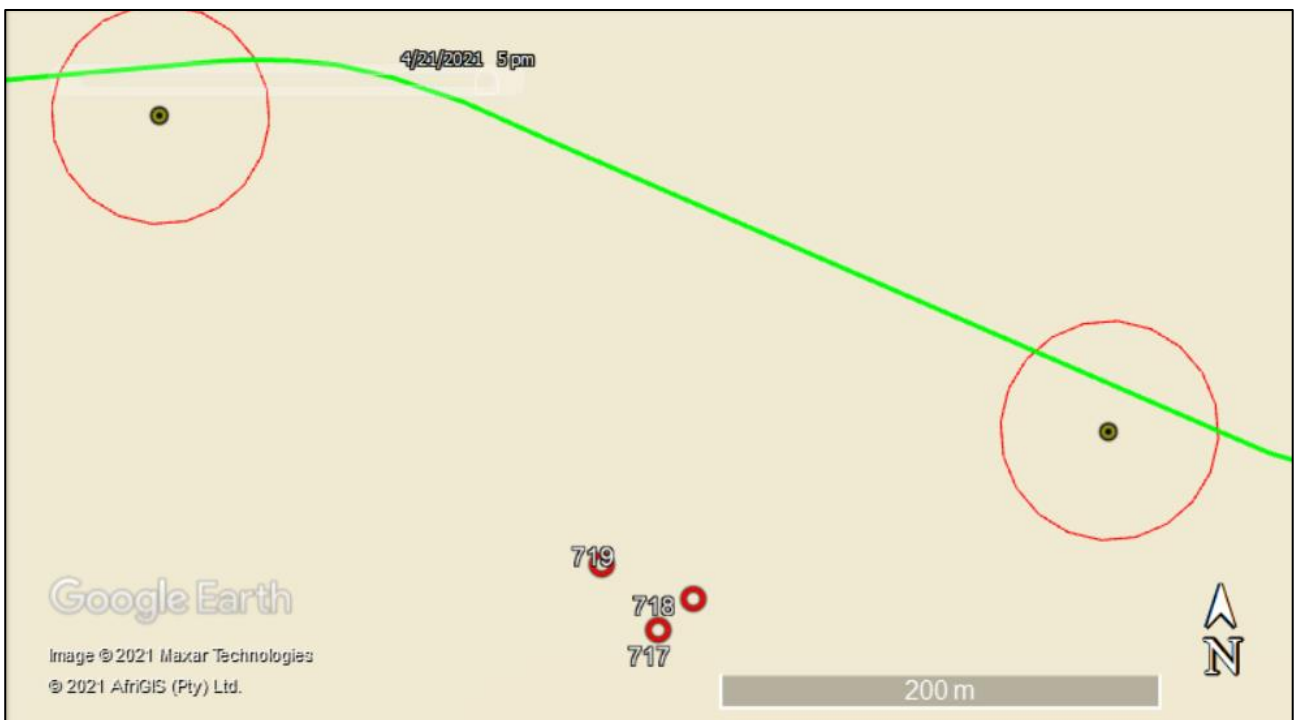 4/21/2021 5 pm
719
718
717
Google Earth
Image © 2021 Maxar Technologies
© 2021 AfriGIS (Pty) Ltd.
200 m
N